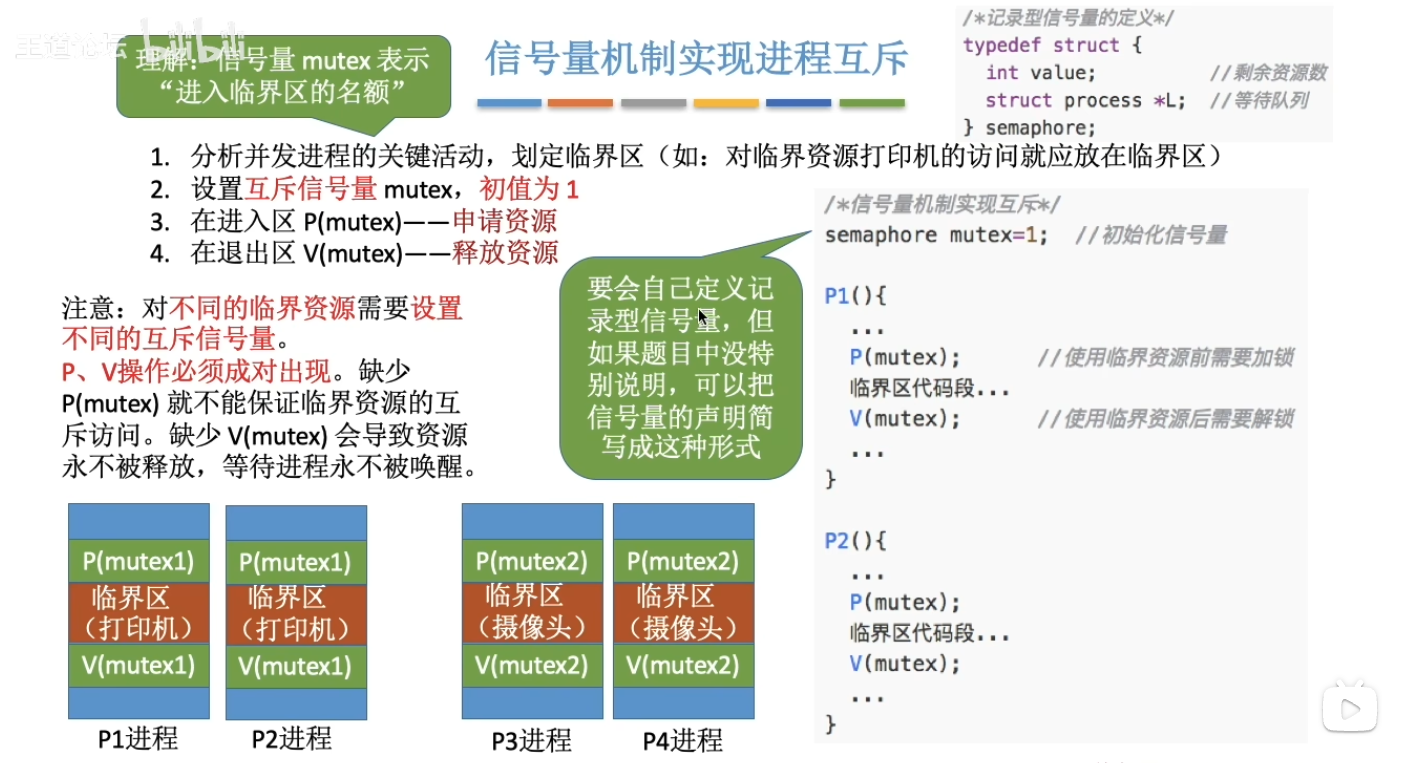 王道论坛 bilibili
理解：信号量 mutex 表示
“进入临界区的名额”
信号量机制实现进程互斥
/*记录型信号量的定义*/
typedef struct {
int value; //剩余资源数
struct process *L; //等待队列
} semaphore;
1. 分析并发进程的关键活动，划定临界区（如：对临界资源打印机的访问就应放在临界区）
2. 设置互斥信号量 mutex，初值为 1
3. 在进入区 P(mutex)——申请资源
4. 在退出区 V(mutex)——释放资源
注意：对不同的临界资源需要设置
不同的互斥信号量。
P、V操作必须成对出现。缺少
P(mutex) 就不能保证临界资源的互
斥访问。缺少 V(mutex) 会导致资源
永不被释放，等待进程永不被唤醒。
要会自己定义记
录型信号量，但
如果题目中没特
别说明，可以把
信号量的声明简
写成这种形式
/*信号量机制实现互斥*/
semaphore mutex=1; //初始化信号量
P1(){
...
P(mutex); //使用临界资源前需要加锁
临界区代码段...
V(mutex); //使用临界资源后需要解锁
...
}
P2(){
...
P(mutex);
临界区代码段...
V(mutex);
...
}
P(mutex1)
临界区
（打印机）
V(mutex1)
P1进程
P(mutex1)
临界区
（打印机）
V(mutex1)
P2进程
P(mutex2)
临界区
（摄像头）
V(mutex2)
P3进程
P(mutex2)
临界区
（摄像头）
V(mutex2)
P4进程